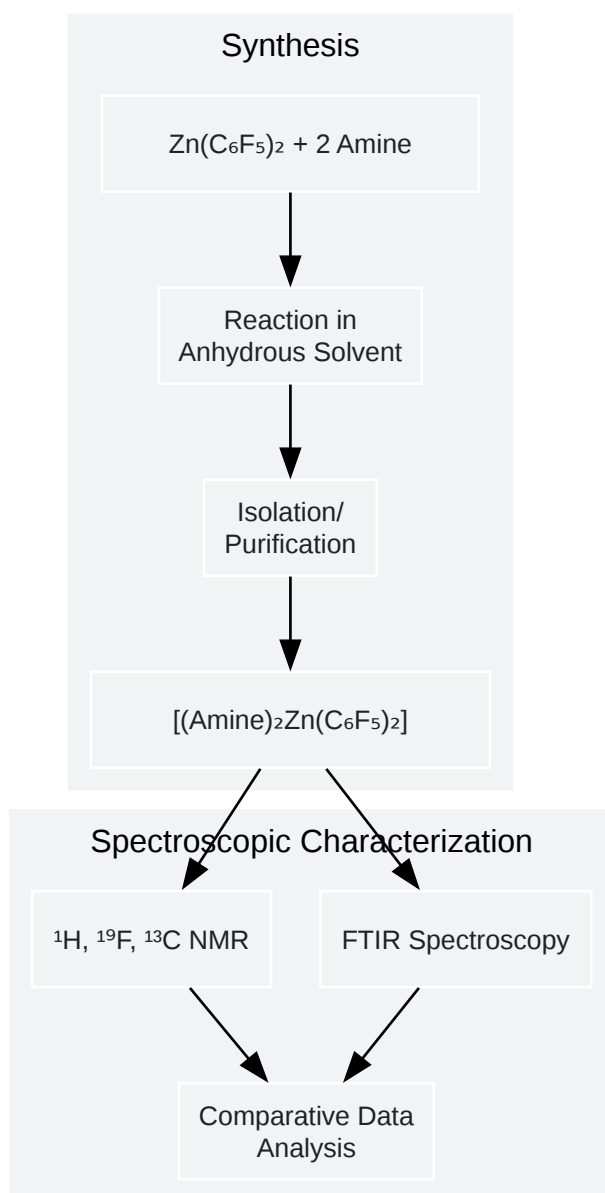 Synthesis
Zn(C₆F₅)₂ + 2 Amine
Reaction in
Anhydrous Solvent
Isolation/
Purification
[(Amine)₂Zn(C₆F₅)₂]
Spectroscopic Characterization
¹H, ¹⁹F, ¹³C NMR
FTIR Spectroscopy
Comparative Data
Analysis